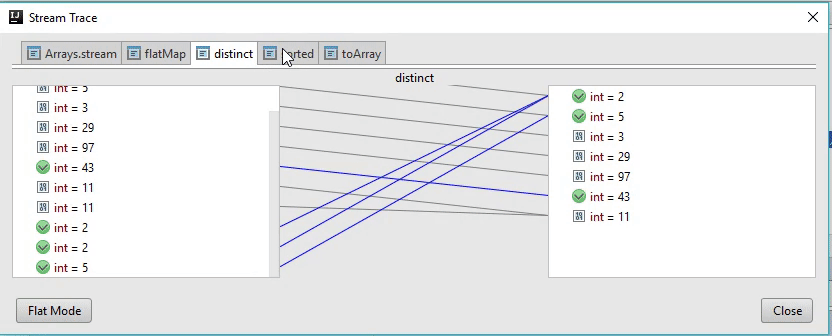 Stream Trace
Arrays.stream flatMap distinct sorted toArray
distinct
int = 5
int = 3
int = 29
int = 97
int = 43
int = 11
int = 11
int = 2
int = 2
int = 5
int = 2
int = 5
int = 3
int = 29
int = 97
int = 43
int = 11
Flat Mode
Close